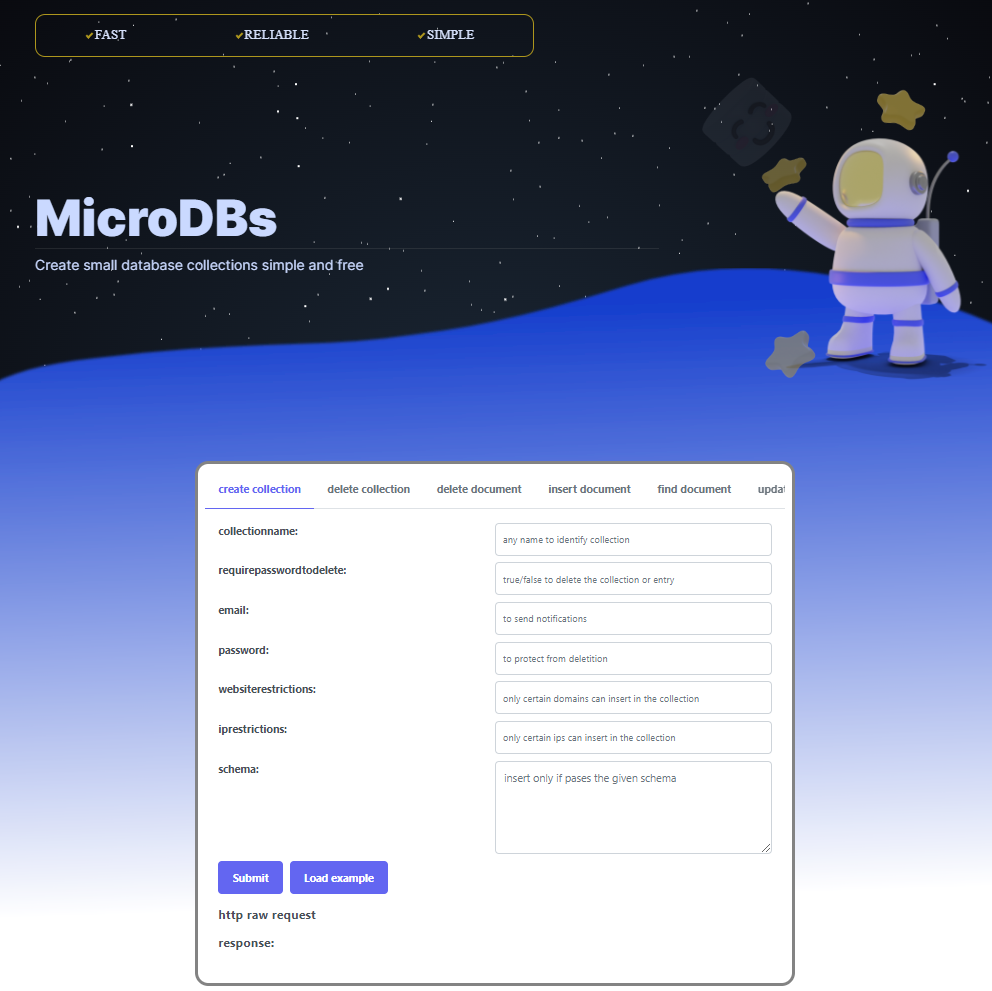 ✔FAST ✔RELIABLE ✔SIMPLE
MicroDBs
Create small database collections simple and free
create collection delete collection delete document insert document find document updat
collectionname: any name to identify collection
requirepasswordtodelete: true/false to delete the collection or entry
email: to send notifications
password: to protect from deletition
websiterestrictions: only certain domains can insert in the collection
iprestrictions: only certain ips can insert in the collection
schema: insert only if pases the given schema
Submit Load example
http raw request
response: